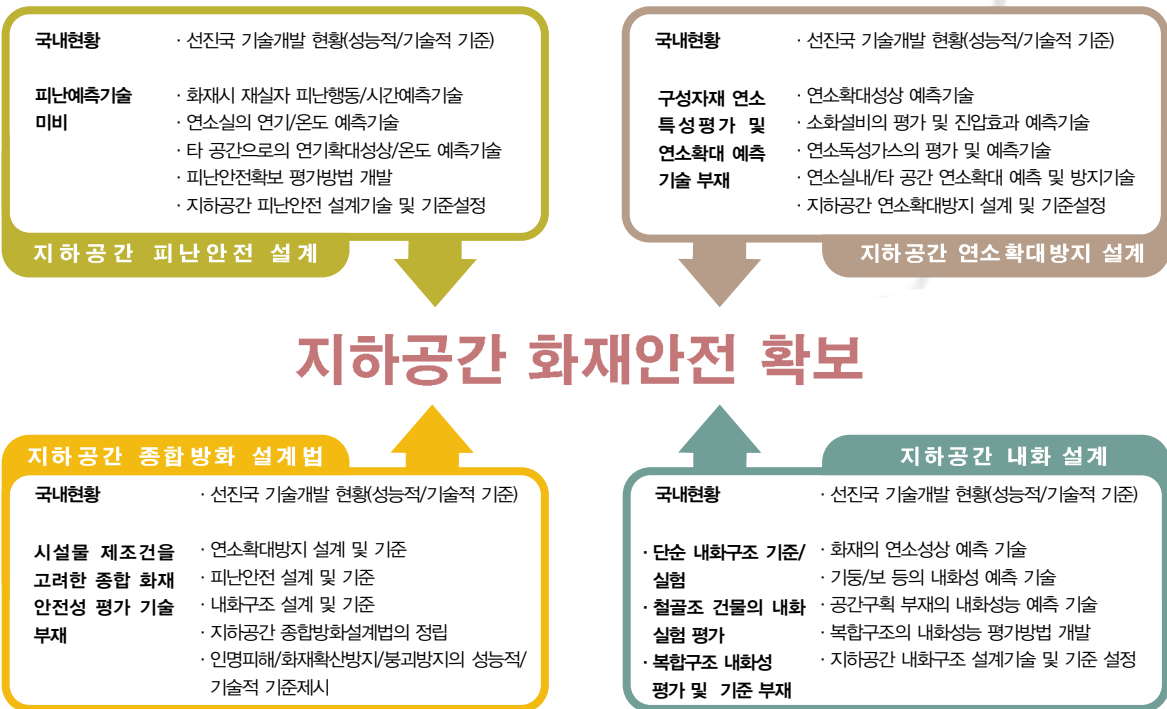 국내현황 · 선진국 기술개발 현황(성능적/기술적 기준)
피난예측기술 · 화재시 재실자 피난행동/시간예측기술
미비 · 연소실의 연기/온도 예측기술
· 타 공간으로의 연기확대성상/온도 예측기술
· 피난안전확보 평가방법 개발
· 지하공간 피난안전 설계기술 및 기준설정
지하공간 피난안전 설계
국내현황 · 선진국 기술개발 현황(성능적/기술적 기준)
구성자재 연소 · 연소확대성상 예측기술
특성평가 및 · 소화설비의 평가 및 진압효과 예측기술
연소확대 예측 · 연소독성가스의 평가 및 예측기술
기술 부재 · 연소실내/타 공간 연소확대 예측 및 방지기술
· 지하공간 연소확대방지 설계 및 기준설정
지하공간 연소확대방지 설계
지하공간 화재안전 확보
지하공간 종합방화 설계법
국내현황 · 선진국 기술개발 현황(성능적/기술적 기준)
시설물 제조건을 · 연소확대방지 설계 및 기준
고려한 종합 화재 · 피난안전 설계 및 기준
안전성 평가 기술 · 내화구조 설계 및 기준
부재 · 지하공간 종합방화설계법의 정립
· 인명피해/화재확산방지/붕괴방지의 성능적/
기술적 기준제시
지하공간 내화 설계
국내현황 · 선진국 기술개발 현황(성능적/기술적 기준)
· 단순 내화구조 기준/ · 화재의 연소성상 예측 기술
실험 · 기둥/보 등의 내화성 예측 기술
· 철골조 건물의 내화 · 공간구획 부재의 내화성능 예측 기술
실험 평가 · 복합구조의 내화성능 평가방법 개발
· 복합구조 내화성 · 지하공간 내화구조 설계기술 및 기준 설정
평가 및 기준 부재